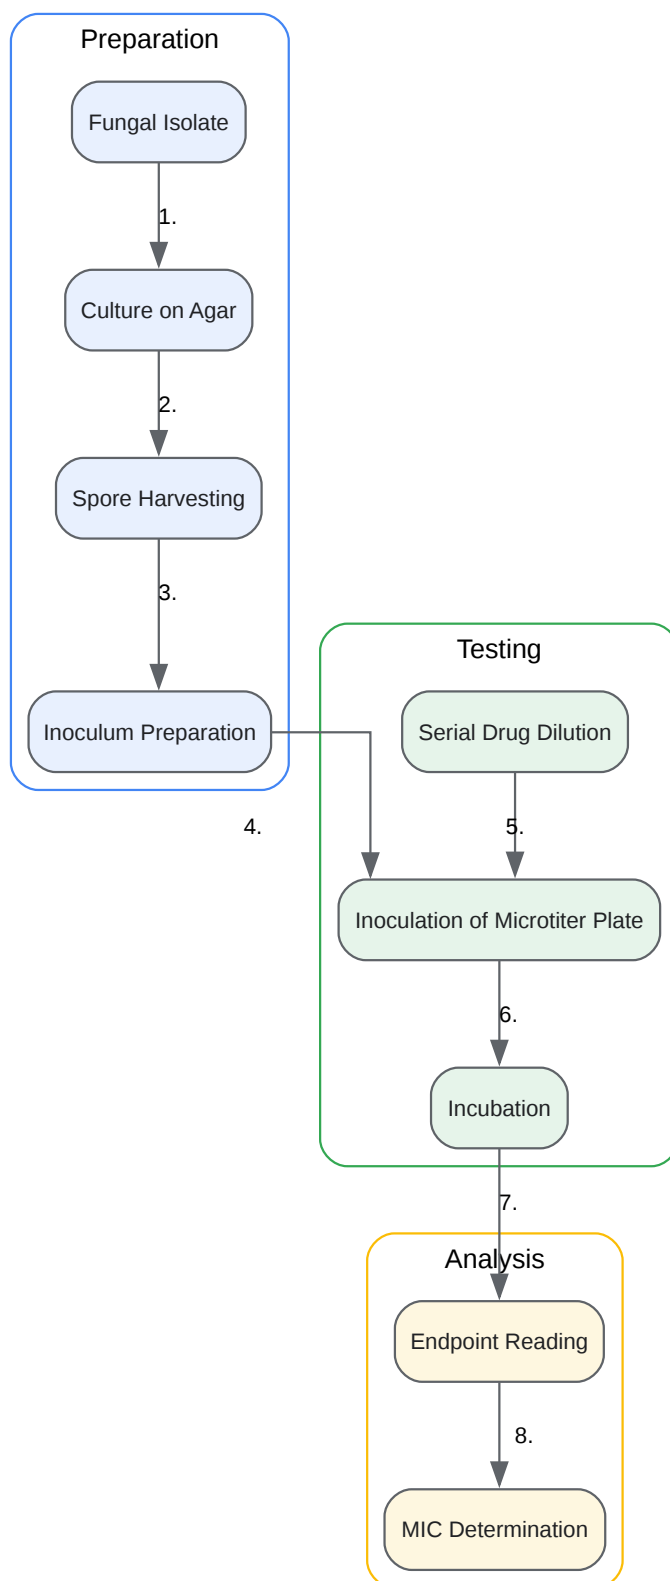 Preparation
Fungal Isolate
1.
Culture on Agar
2.
Spore Harvesting
3.
Inoculum Preparation
4.
Testing
Serial Drug Dilution
5.
Inoculation of Microtiter Plate
6.
Incubation
7.
Analysis
Endpoint Reading
8.
MIC Determination